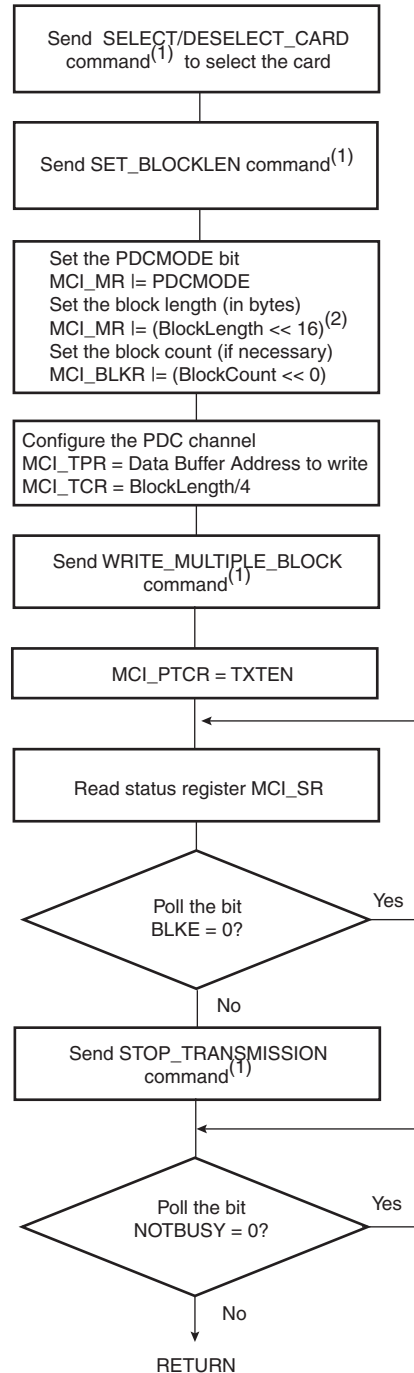 Send SELECT/DESELECT_CARD
command(1) to select the card
Send SET_BLOCKLEN command(1)
Set the PDCMODE bit
MCI_MR |= PDCMODE
Set the block length (in bytes)
MCI_MR |= (BlockLength << 16)(2)
Set the block count (if necessary)
MCI_BLKR |= (BlockCount << 0)
Configure the PDC channel
MCI_TPR = Data Buffer Address to write
MCI_TCR = BlockLength/4
Send WRITE_MULTIPLE_BLOCK
command(1)
MCI_PTCR = TXTEN
Read status register MCI_SR
Poll the bit
BLKE = 0?
Yes
No
Send STOP_TRANSMISSION
command(1)
Poll the bit
NOTBUSY = 0?
Yes
No
RETURN